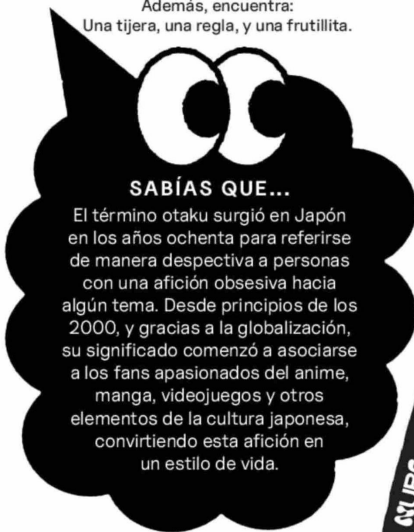 Además, encuentra:
Una tijera, una regla, y una frutillita.
SABÍAS QUE...
El término otaku surgió en Japón
en los años ochenta para referirse
de manera despectiva a personas
con una afición obsesiva hacia
algún tema. Desde principios de los
2000, y gracias a la globalización,
su significado comenzó a asociarse
a los fans apasionados del anime,
manga, videojuegos y otros
elementos de la cultura japonesa,
convirtiendo esta afición en
un estilo de vida.